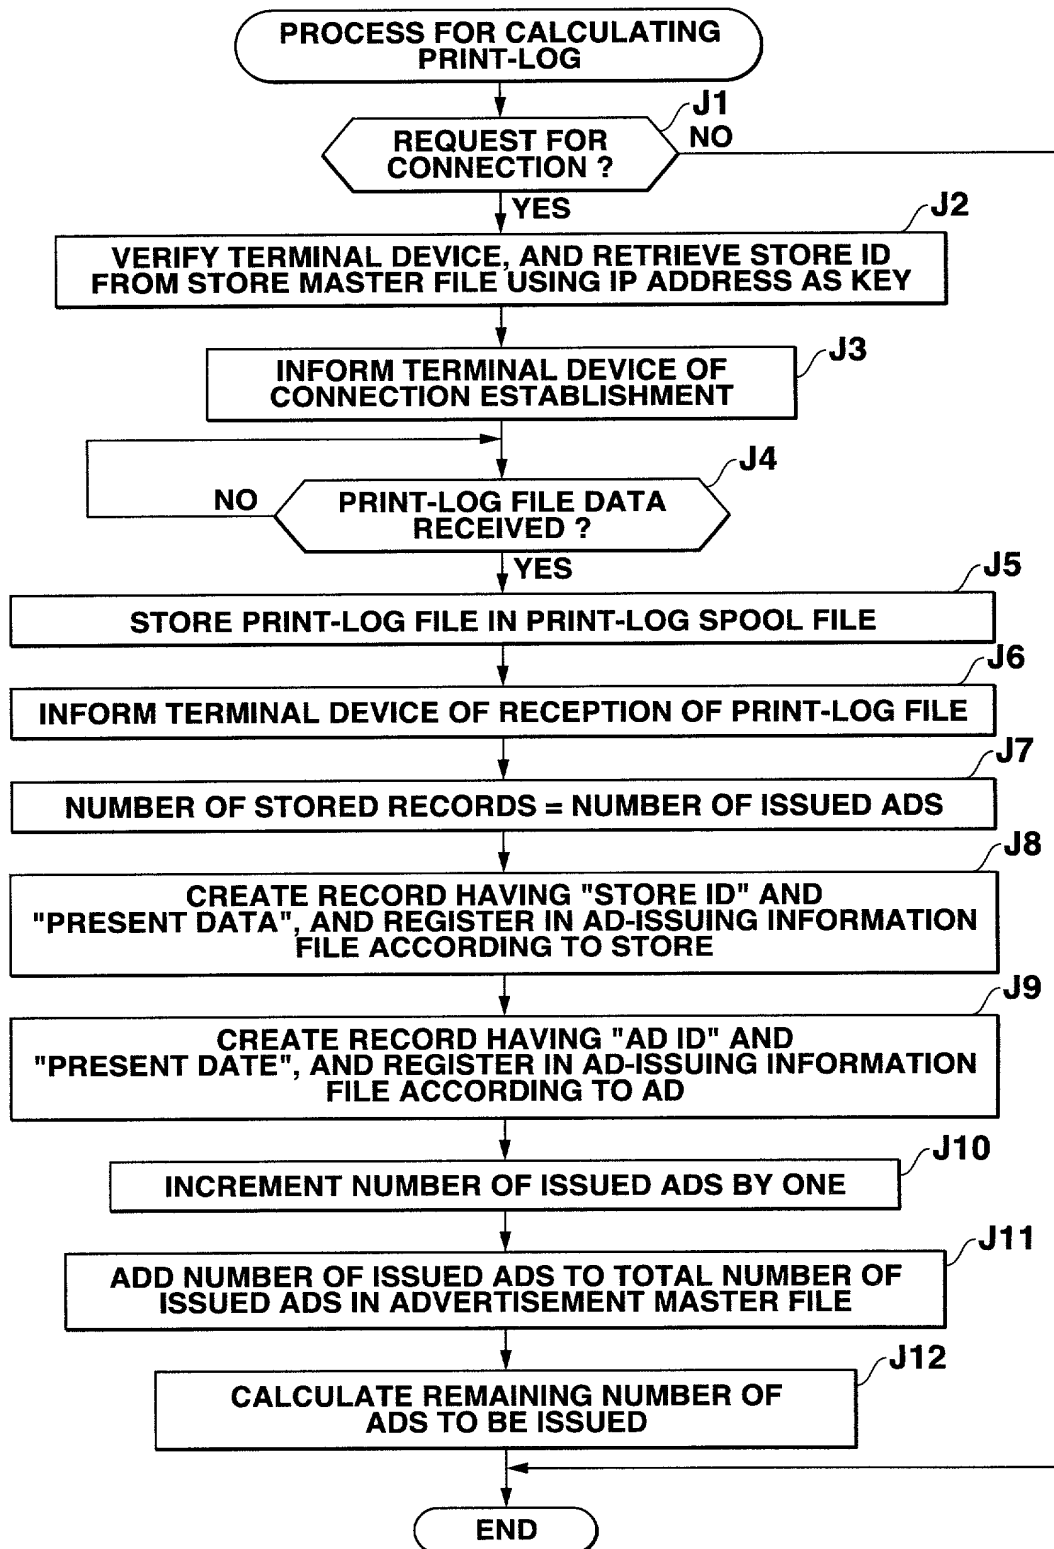 PROCESS FOR CALCULATING
PRINT-LOG
J1
REQUEST FOR
CONNECTION ?
NO
YES
J2
VERIFY TERMINAL DEVICE, AND RETRIEVE STORE ID
FROM STORE MASTER FILE USING IP ADDRESS AS KEY
J3
INFORM TERMINAL DEVICE OF
CONNECTION ESTABLISHMENT
J4
NO
PRINT-LOG FILE DATA
RECEIVED ?
YES
J5
STORE PRINT-LOG FILE IN PRINT-LOG SPOOL FILE
J6
INFORM TERMINAL DEVICE OF RECEPTION OF PRINT-LOG FILE
J7
NUMBER OF STORED RECORDS = NUMBER OF ISSUED ADS
J8
CREATE RECORD HAVING "STORE ID" AND
"PRESENT DATA", AND REGISTER IN AD-ISSUING INFORMATION
FILE ACCORDING TO STORE
J9
CREATE RECORD HAVING "AD ID" AND
"PRESENT DATE", AND REGISTER IN AD-ISSUING INFORMATION
FILE ACCORDING TO AD
J10
INCREMENT NUMBER OF ISSUED ADS BY ONE
J11
ADD NUMBER OF ISSUED ADS TO TOTAL NUMBER OF
ISSUED ADS IN ADVERTISEMENT MASTER FILE
J12
CALCULATE REMAINING NUMBER OF
ADS TO BE ISSUED
END